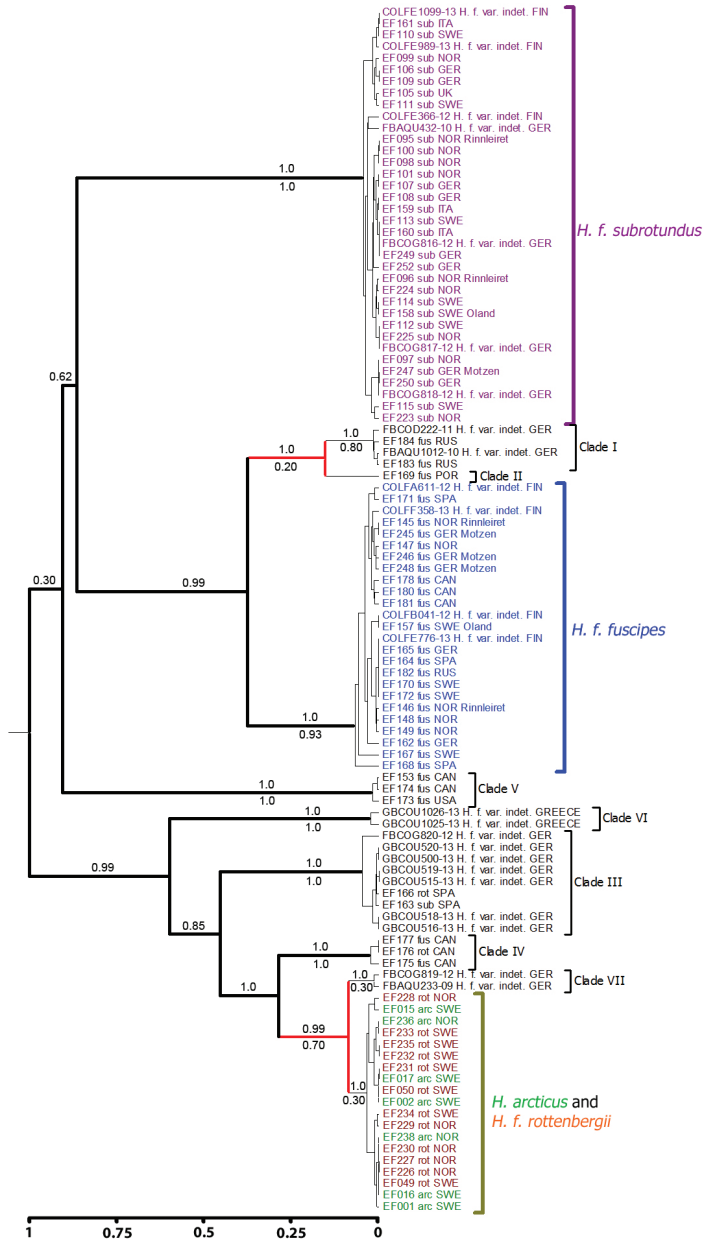 COLFE1099-13 H. f. var. indet. FIN
EF161 sub ITA
EF110 sub SWE
COLFE989-13 H. f. var. indet. FIN
EF099 sub NOR
EF106 sub GER
EF109 sub GER
EF105 sub UK
EF111 sub SWE
COLFE366-12 H. f. var. indet. FIN
FBAQU432-10 H. f. var. indet. GER
EF095 sub NOR Rinnleiret
EF100 sub NOR
EF098 sub NOR
EF101 sub NOR
EF107 sub GER
EF108 sub GER
EF159 sub ITA
EF113 sub SWE
EF160 sub ITA
FBCOG816-12 H. f. var. indet. GER
EF249 sub GER
EF252 sub GER
EF096 sub NOR Rinnleiret
EF224 sub NOR
EF114 sub SWE
EF158 sub SWE Oland
EF112 sub SWE
EF225 sub NOR
FBCOG817-12 H. f. var. indet. GER
EF097 sub NOR
EF247 sub GER Motzen
EF250 sub GER
FBCOG818-12 H. f. var. indet. GER
EF115 sub SWE
EF223 sub NOR
H. f. subrotundus
FBCOD222-11 H. f. var. indet. GER
EF184 fus RUS
FBAQU1012-10 H. f. var. indet. GER
EF183 fus RUS
Clade I
EF169 fus POR
Clade II
COLFA611-12 H. f. var. indet. FIN
EF171 fus SPA
COLFF358-13 H. f. var. indet. FIN
EF145 fus NOR Rinnleiret
EF245 fus GER Motzen
EF147 fus NOR
EF246 fus GER Motzen
EF248 fus GER Motzen
EF178 fus CAN
EF180 fus CAN
EF181 fus CAN
COLFB041-12 H. f. var. indet. FIN
EF157 fus SWE Oland
COLFE776-13 H. f. var. indet. FIN
EF165 fus GER
EF164 fus SPA
EF182 fus RUS
EF170 fus SWE
EF172 fus SWE
EF146 fus NOR Rinnleiret
EF148 fus NOR
EF149 fus NOR
EF162 fus GER
EF167 fus SWE
EF168 fus SPA
H. f. fuscipes
EF153 fus CAN
EF174 fus CAN
EF173 fus USA
Clade V
GBCOU1026-13 H. f. var. indet. GREECE
GBCOU1025-13 H. f. var. indet. GREECE
Clade VI
FBCOG820-12 H. f. var. indet. GER
GBCOU520-13 H. f. var. indet. GER
GBCOU500-13 H. f. var. indet. GER
GBCOU519-13 H. f. var. indet. GER
GBCOU515-13 H. f. var. indet. GER
EF166 rot SPA
EF163 sub SPA
GBCOU518-13 H. f. var. indet. GER
GBCOU516-13 H. f. var. indet. GER
Clade III
EF177 fus CAN
EF176 rot CAN
EF175 fus CAN
Clade IV
FBCOG819-12 H. f. var. indet. GER
FBAQU233-09 H. f. var. indet. GER
Clade VII
EF228 rot NOR
EF015 arc SWE
EF236 arc NOR
EF233 rot SWE
EF235 rot SWE
EF232 rot SWE
EF231 rot SWE
EF017 arc SWE
EF050 rot SWE
EF002 arc SWE
EF234 rot SWE
EF229 rot NOR
EF238 arc NOR
EF230 rot NOR
EF227 rot NOR
EF226 rot NOR
EF049 rot SWE
EF016 arc SWE
EF001 arc SWE
H. arcticus and
H. f. rottenbergii
1.0
1.0
0.62
1.0
0.80
1.0
0.20
0.30
0.99
1.0
0.93
1.0
1.0
1.0
1.0
0.99
1.0
1.0
0.85
1.0
1.0
1.0
1.0
0.30
0.99
0.70
1.0
0.30
1
0.75
0.5
0.25
0